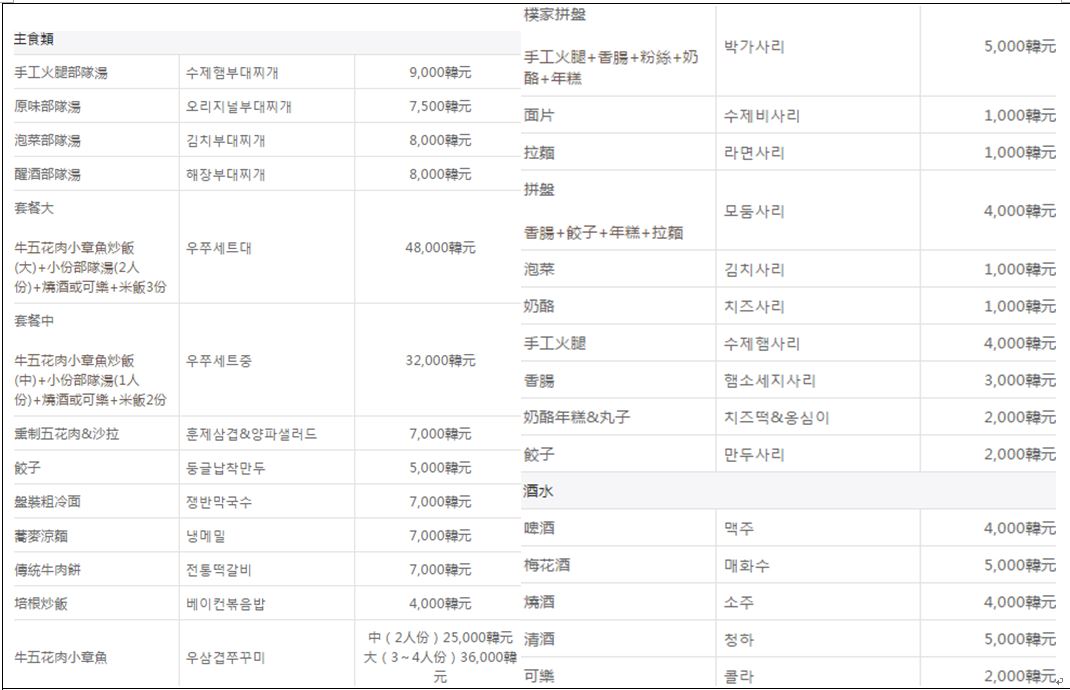 主食類
手工火腿部隊湯 수제햄부대찌개 9,000韓元
原味部隊湯 오리지널부대찌개 7,500韓元
泡菜部隊湯 김치부대찌개 8,000韓元
醒酒部隊湯 해장부대찌개 8,000韓元
套餐大
牛五花肉小章魚炒飯
(大)+小份部隊湯(2人
份)+燒酒或可樂+米飯3份
우쭈세트대
48,000韓元
套餐中
牛五花肉小章魚炒飯
(中)+小份部隊湯(1人
份)+燒酒或可樂+米飯2份
우쭈세트중
32,000韓元
熏制五花肉&沙拉 훈제삼겹&양파샐러드 7,000韓元
餃子 둥글납작만두 5,000韓元
盤裝粗冷面 쟁반막국수 7,000韓元
蕎麥涼麵 냉메밀 7,000韓元
傳統牛肉餅 전통떡갈비 7,000韓元
培根炒飯 베이컨볶음밥 4,000韓元
牛五花肉小章魚 우삼겹쭈꾸미
中（2人份）25,000韓元
大（3～4人份）36,000韓
元
樸家拼盤
手工火腿+香腸+粉絲+奶
酪+年糕
박가사리
5,000韓元
面片 수제비사리 1,000韓元
拉麵 라면사리 1,000韓元
拼盤
香腸+餃子+年糕+拉麵
모둠사리
4,000韓元
泡菜 김치사리 1,000韓元
奶酪 치즈사리 1,000韓元
手工火腿 수제햄사리 4,000韓元
香腸 햄소세지사리 3,000韓元
奶酪年糕&丸子 치즈떡&옹심이 2,000韓元
餃子 만두사리 2,000韓元
酒水
啤酒 맥주 4,000韓元
梅花酒 매화수 5,000韓元
燒酒 소주 4,000韓元
清酒 청하 5,000韓元
可樂 콜라 2,000韓元